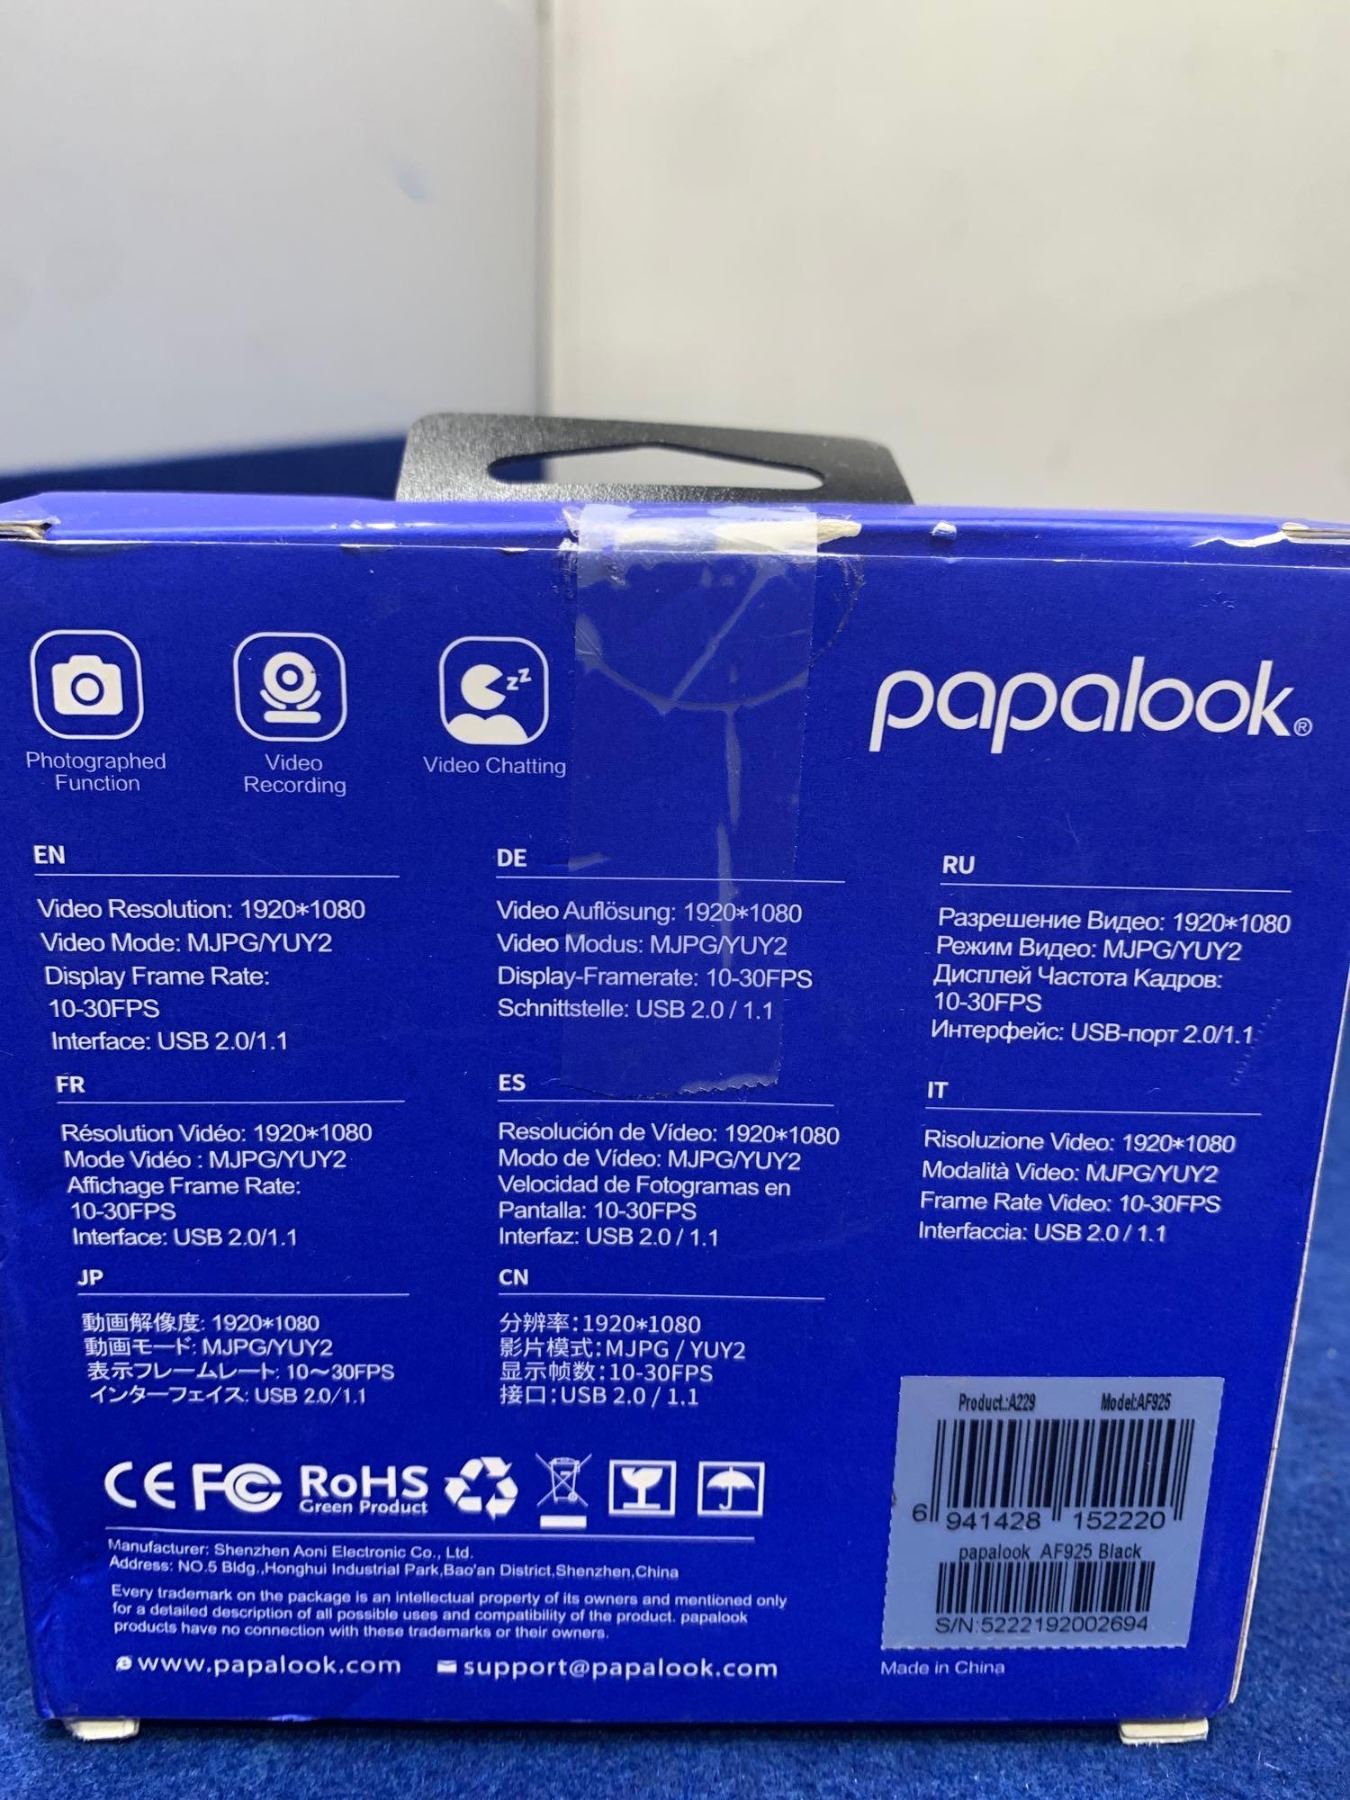 Photographed
Function
Video
Recording
Video Chatting
zz
papalook®
EN
Video Resolution: 1920*1080
Video Mode: MJPG/YUY2
Display Frame Rate:
10-30FPS
Interface: USB 2.0/1.1
DE
Video Auflösung: 1920*1080
Video Modus: MJPG/YUY2
Display-Framerate: 10-30FPS
Schnittstelle: USB 2.0 / 1.1
RU
Разрешение Видео: 1920*1080
Режим Видео: MJPG/YUY2
Дисплей Частота Кадров:
10-30FPS
Интерфейс: USB-порт 2.0/1.1
FR
Résolution Vidéo: 1920*1080
Mode Vidéo : MJPG/YUY2
Affichage Frame Rate:
10-30FPS
Interface: USB 2.0/1.1
ES
Resolución de Vídeo: 1920*1080
Modo de Vídeo: MJPG/YUY2
Velocidad de Fotogramas en
Pantalla: 10-30FPS
Interfaz: USB 2.0 / 1.1
IT
Risoluzione Video: 1920*1080
Modalità Video: MJPG/YUY2
Frame Rate Video: 10-30FPS
Interfaccia: USB 2.0 / 1.1
JP
動画解像度: 1920*1080
動画モード: MJPG/YUY2
表示フレームレート: 10～30FPS
インターフェイス: USB 2.0/1.1
CN
分辨率:1920*1080
影片模式:MJPG / YUY2
显示帧数:10-30FPS
接口:USB 2.0 / 1.1
CE FC RoHS
Green Product
Manufacturer: Shenzhen Aoni Electronic Co., Ltd.
Address: NO.5 Bldg.,Honghui Industrial Park,Bao'an District,Shenzhen,China
Every trademark on the package is an intellectual property of its owners and mentioned only
for a detailed description of all possible uses and compatibility of the product. papalook
products have no connection with these trademarks or their owners.
www.papalook.com support@papalook.com
Product.:A229 Model:AF925
6 941428 152220
papalook AF925 Black
S/N:5222192002694
Made in China